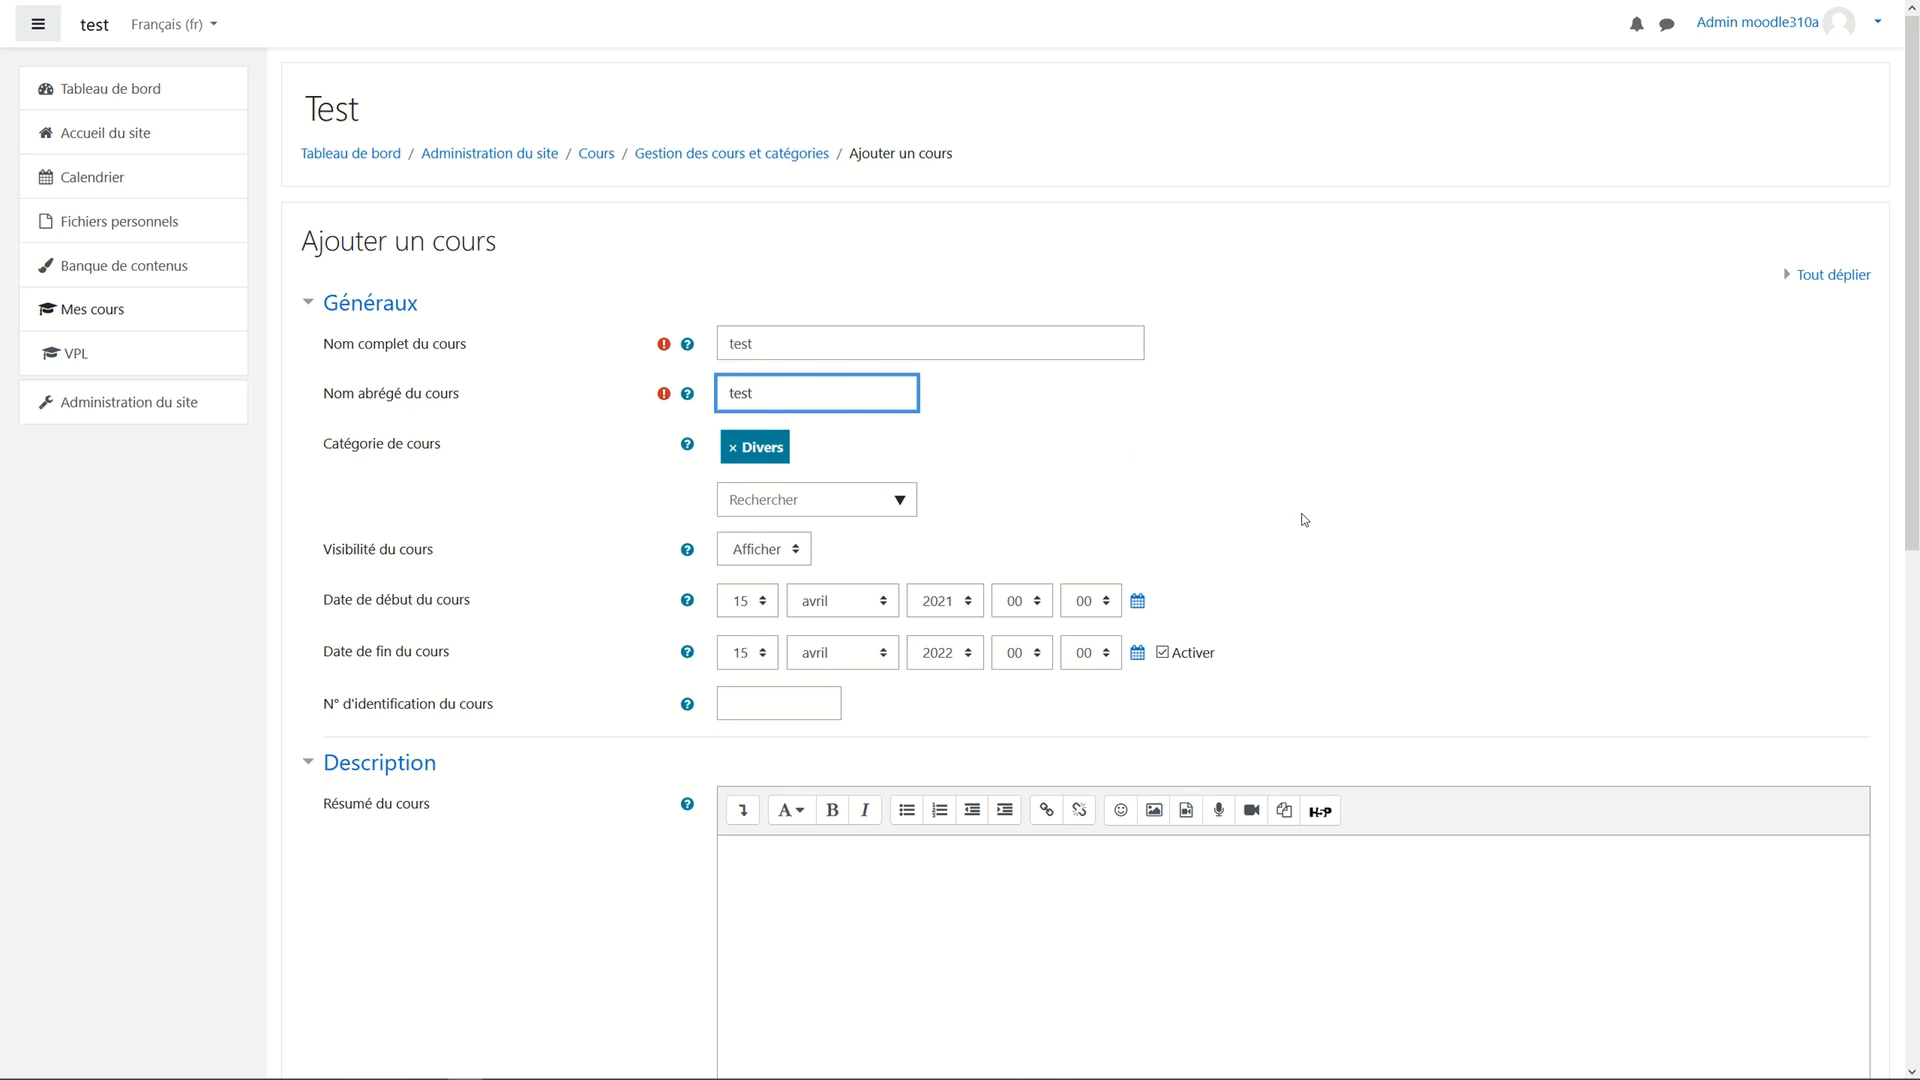 test Français (fr) Admin moodle310a
Tableau de bord
Accueil du site
Calendrier
Fichiers personnels
Banque de contenus
Mes cours
VPL
Administration du site
Test
Tableau de bord / Administration du site / Cours / Gestion des cours et catégories / Ajouter un cours
Ajouter un cours
Tout déplier
Généraux
Nom complet du cours test
Nom abrégé du cours test
Catégorie de cours × Divers
Rechercher
Visibilité du cours Afficher
Date de début du cours 15 avril 2021 00 00
Date de fin du cours 15 avril 2022 00 00 Activer
N° d'identification du cours
Description
Résumé du cours A B I H5P